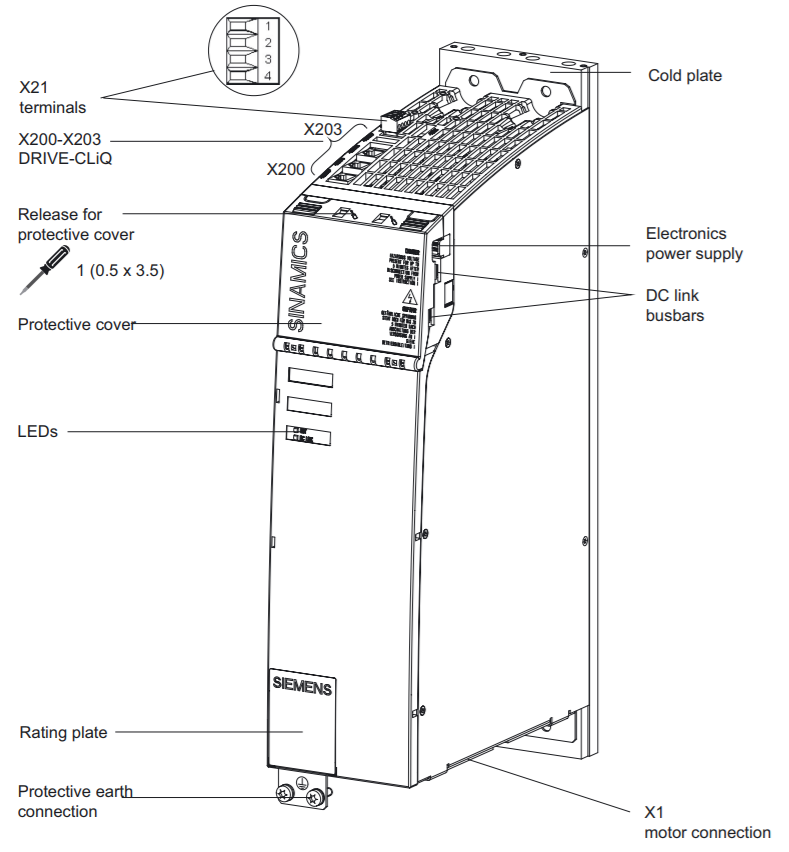 1
2
3
4
Cold plate
X21
terminals
X203
X200-X203
DRIVE-CLiQ
X200
Release for
protective cover
1 (0.5 x 3.5)
SINAMICS
Electronics
power supply
DC link
busbars
Protective cover
LEDs
SIEMENS
Rating plate
Protective earth
connection
X1
motor connection